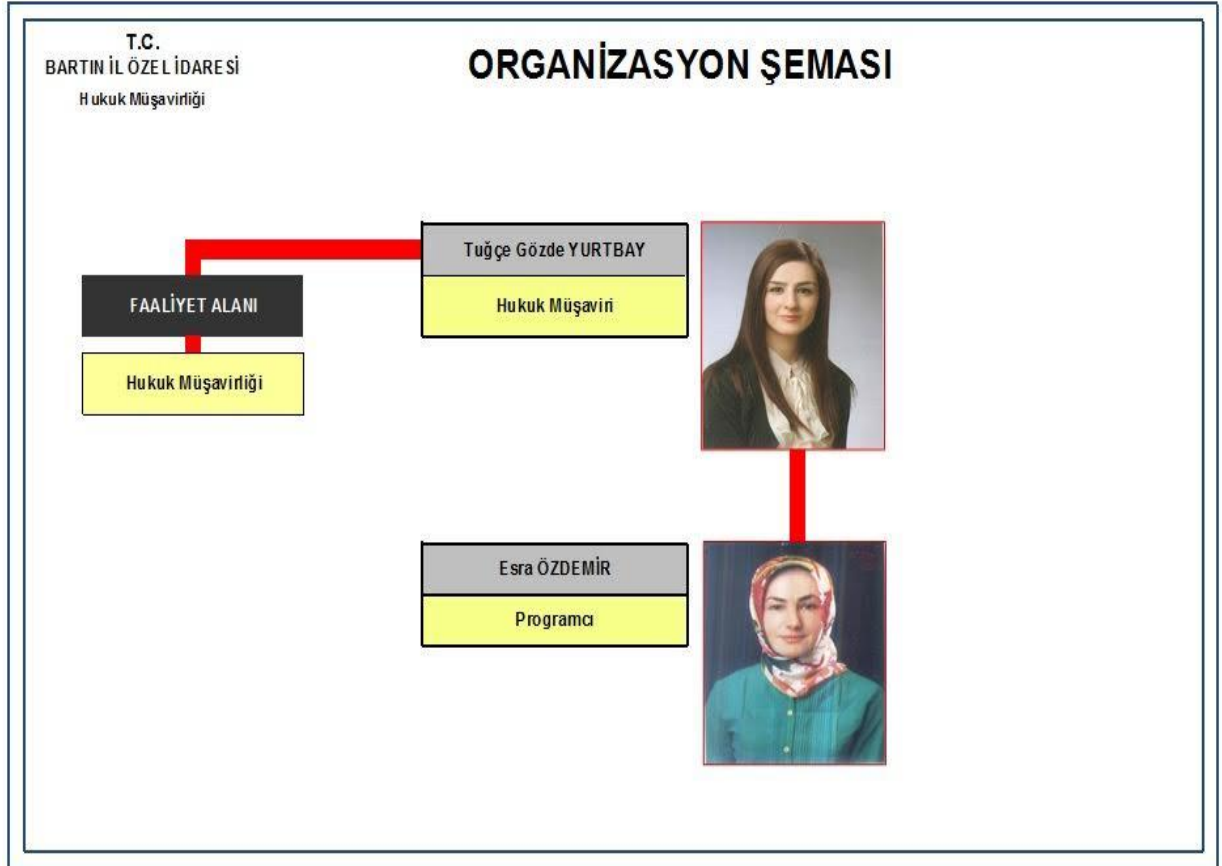 T.C.
BARTIN İL ÖZEL İDARESİ
Hukuk Müşavirliği
ORGANİZASYON ŞEMASI
Tuğçe Gözde YURTBAY
Hukuk Müşaviri
FAALİYET ALANI
Hukuk Müşavirliği
Esra ÖZDEMİR
Programcı